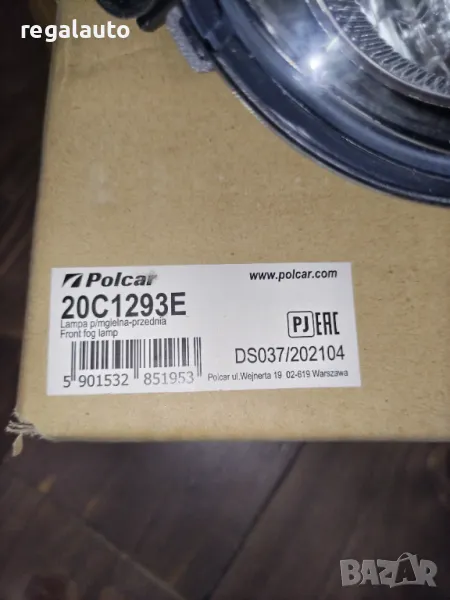 regalauto
Polcar
www.polcar.com
20C1293E
Lampa p/mgielna-przednia
Front fog lamp
PJ EAC
5 901532 851953
DS037/202104
Polcar ul.Wejnerta 19 02-619 Warszawa
BAZAR